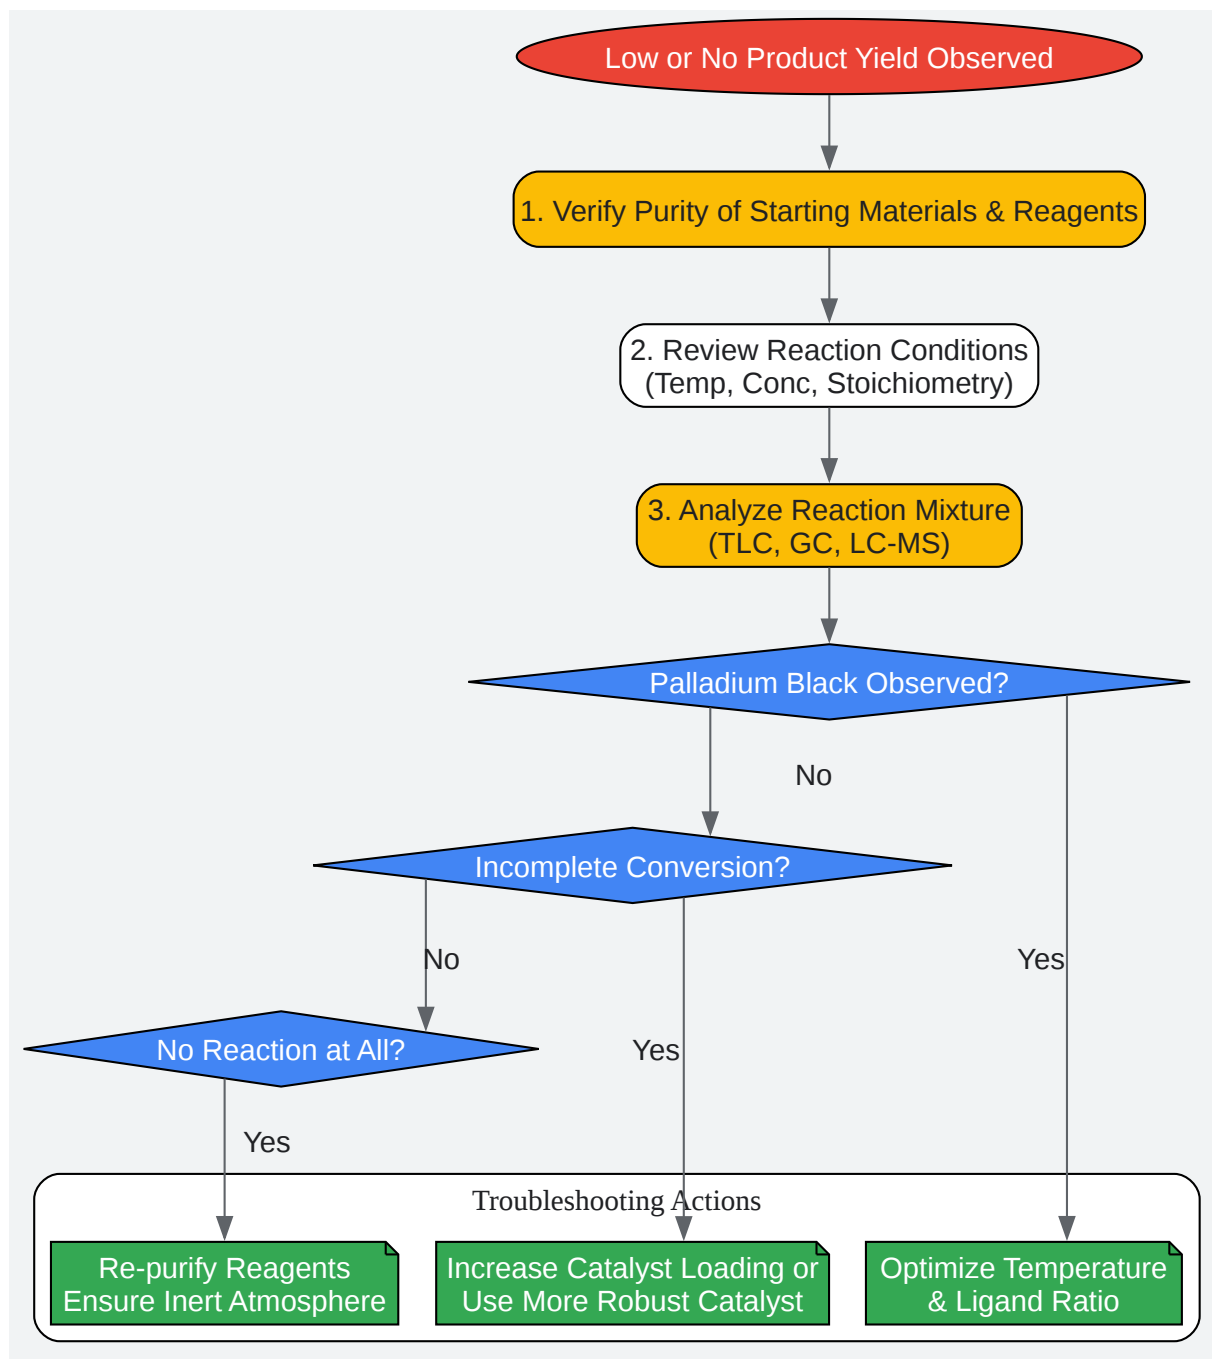 Low or No Product Yield Observed
1. Verify Purity of Starting Materials & Reagents
2. Review Reaction Conditions
(Temp, Conc, Stoichiometry)
3. Analyze Reaction Mixture
(TLC, GC, LC-MS)
Palladium Black Observed?
No
Incomplete Conversion?
No
Yes
No Reaction at All?
Yes
Yes
Troubleshooting Actions
Re-purify Reagents
Ensure Inert Atmosphere
Increase Catalyst Loading or
Use More Robust Catalyst
Optimize Temperature
& Ligand Ratio